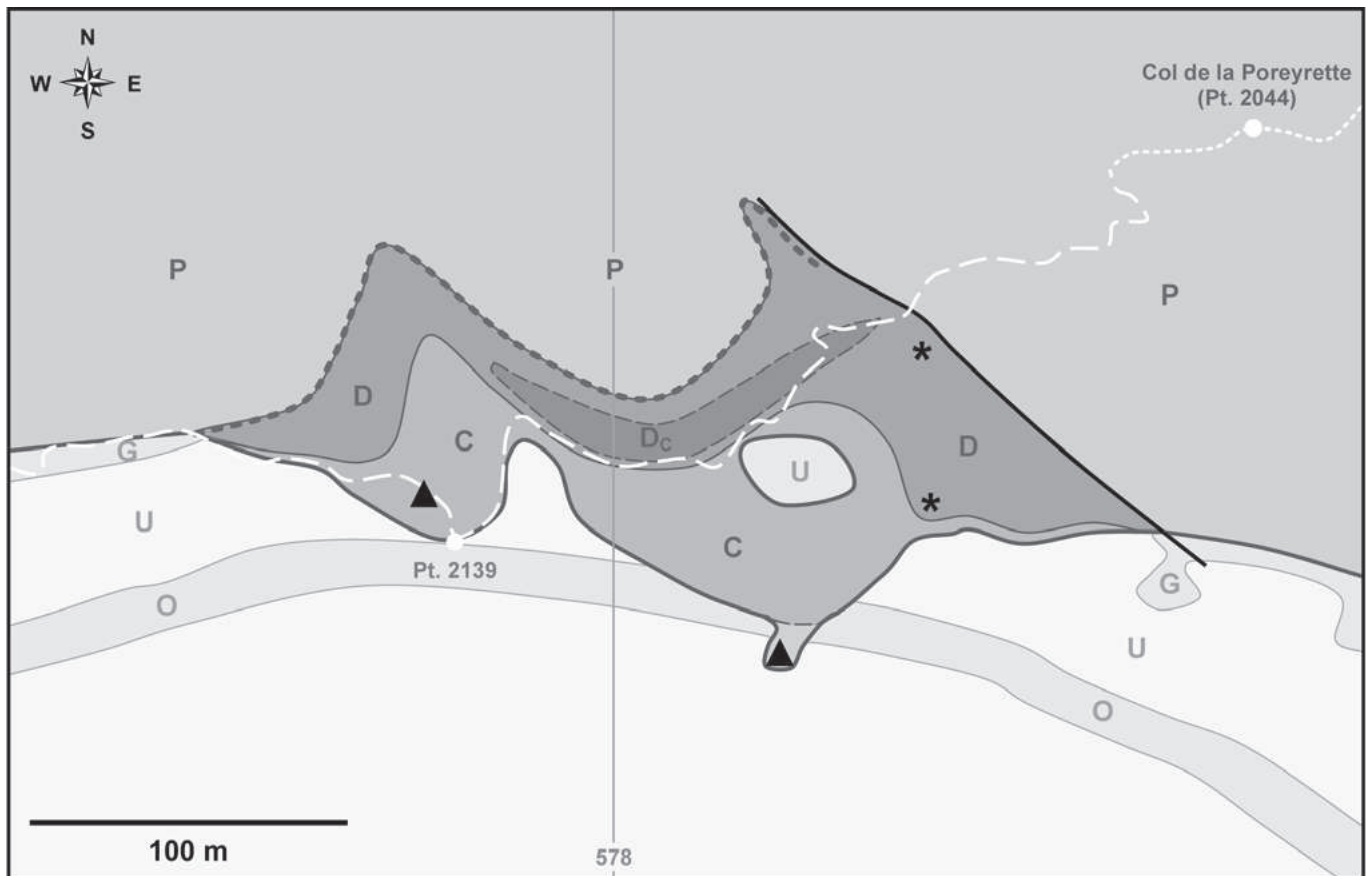 N
W E
S
Col de la Poreyrette
(Pt. 2044)
P
P
P
D
G
C
Dc
D
U
U
*
*
C
Pt. 2139
O
G
U
O
100 m
578